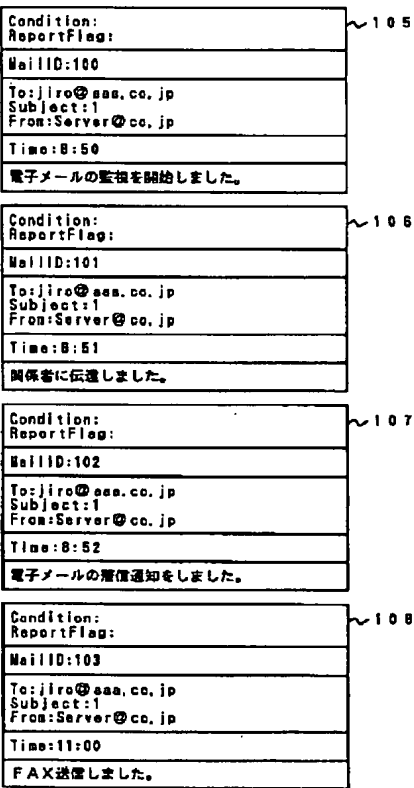 Condition:
ReportFlag:
105
MailID:100
To:jiro@aaa.co.jp
Subject:1
From:Server@co.jp
Time:8:50
電子メールの監視を開始しました。
Condition:
ReportFlag:
106
MailID:101
To:jiro@aaa.co.jp
Subject:1
From:Server@co.jp
Time:8:51
関係者に伝達しました。
Condition:
ReportFlag:
107
MailID:102
To:jiro@aaa.co.jp
Subject:1
From:Server@co.jp
Time:8:52
電子メールの着信通知をしました。
Condition:
ReportFlag:
108
MailID:103
To:jiro@aaa.co.jp
Subject:1
From:Server@co.jp
Time:11:00
FAX送信しました。